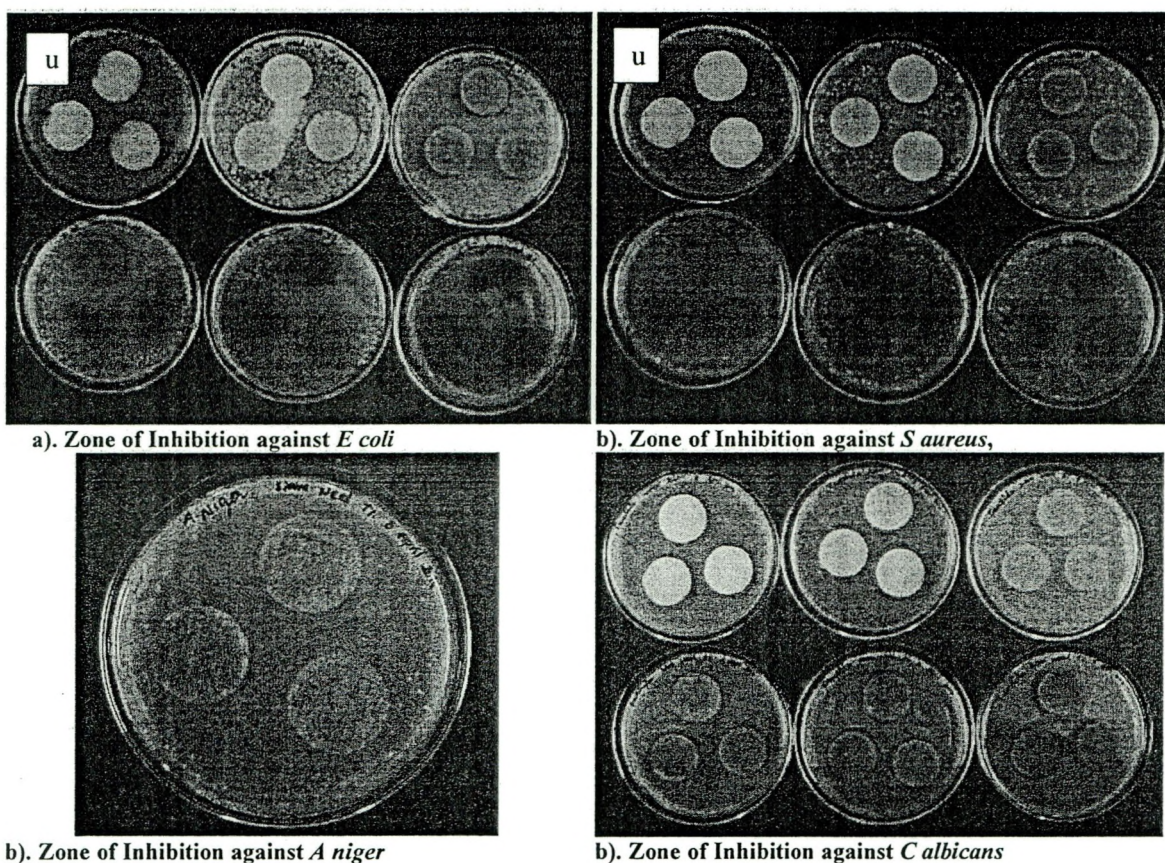 u
u
a). Zone of Inhibition against E coli
b). Zone of Inhibition against S aureus,
A Niger
b). Zone of Inhibition against A niger
b). Zone of Inhibition against C albicans